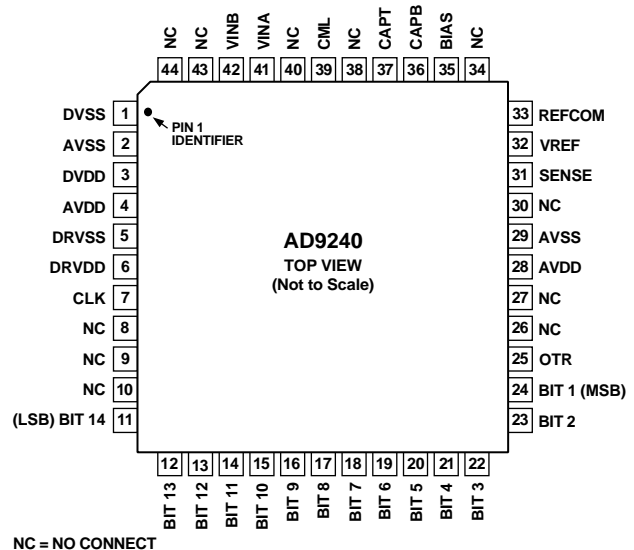 NC
NC
VINB
VINA
NC
CML
NC
CAPT
CAPB
BIAS
NC
44 43 42 41 40 39 38 37 36 35 34
DVSS 1
AVSS 2
DVDD 3
AVDD 4
DRVSS 5
DRVDD 6
CLK 7
NC 8
NC 9
NC 10
(LSB) BIT 14 11
PIN 1
IDENTIFIER
AD9240
TOP VIEW
(Not to Scale)
33 REFCOM
32 VREF
31 SENSE
30 NC
29 AVSS
28 AVDD
27 NC
26 NC
25 OTR
24 BIT 1 (MSB)
23 BIT 2
12 13 14 15 16 17 18 19 20 21 22
BIT 13
BIT 12
BIT 11
BIT 10
BIT 9
BIT 8
BIT 7
BIT 6
BIT 5
BIT 4
BIT 3
NC = NO CONNECT